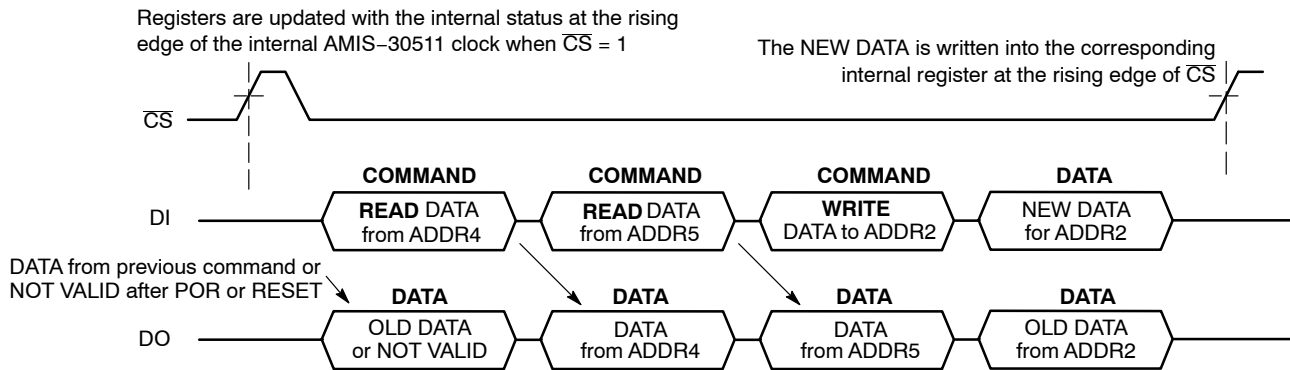 Registers are updated with the internal status at the rising
edge of the internal AMIS−30511 clock when C̅S̅ = 1
The NEW DATA is written into the corresponding
internal register at the rising edge of C̅S̅
C̅S̅
COMMAND
COMMAND
COMMAND
DATA
DI
READ DATA
from ADDR4
READ DATA
from ADDR5
WRITE
DATA to ADDR2
NEW DATA
for ADDR2
DATA from previous command or
NOT VALID after POR or RESET
DATA
DATA
DATA
DATA
DO
OLD DATA
or NOT VALID
DATA
from ADDR4
DATA
from ADDR5
OLD DATA
from ADDR2